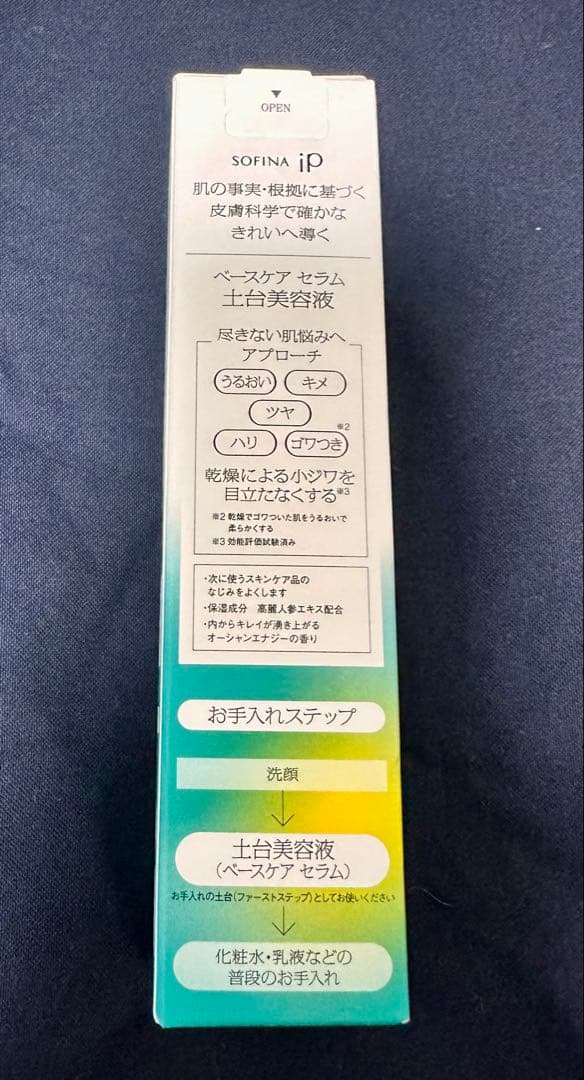 ▼
OPEN
SOFINA iP
肌の事実・根拠に基づく
皮膚科学で確かな
きれいへ導く
ベースケア セラム
土台美容液
尽きない肌悩みへ
アプローチ
うるおい キメ
ツヤ
ハリ ゴワつき※2
乾燥による小ジワを
目立たなくする※3
※2 乾燥でゴワついた肌をうるおいで
柔らかくする
※3 効能評価試験済み
・次に使うスキンケア品の
なじみをよくします
・保湿成分 高麗人参エキス配合
・内からキレイが湧き上がる
オーシャンエナジーの香り
お手入れステップ
洗顔
土台美容液
(ベースケア セラム)
お手入れの土台(ファーストステップ)としてお使いください
化粧水・乳液などの
普段のお手入れ